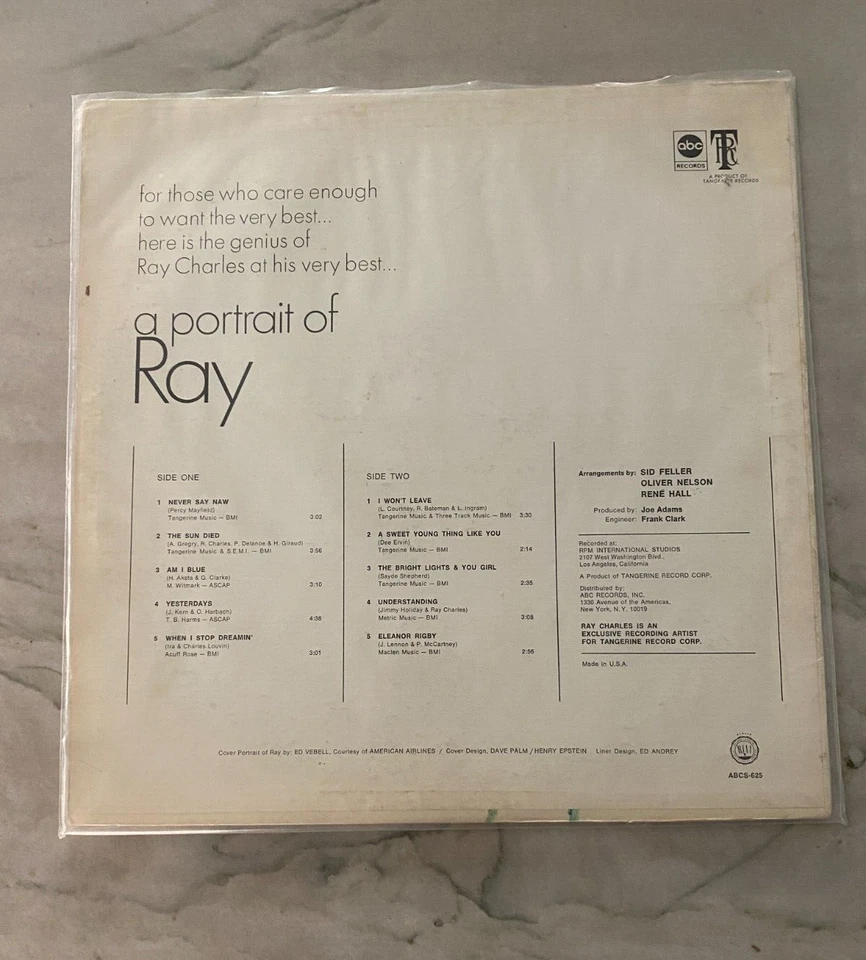 abc
RECORDS
TRC
A PRODUCT OF
TANGERINE RECORDS
for those who care enough
to want the very best...
here is the genius of
Ray Charles at his very best...
a portrait of
Ray
SIDE ONE
1 NEVER SAY NAW
(Percy Mayfield)
Tangerine Music — BMI 3:02
2 THE SUN DIED
(A. Gregry, R. Charles, P. Delanoe & H. Giraud)
Tangerine Music & S.E.M.I. — BMI 3:56
3 AM I BLUE
(H. Aksts & G. Clarke)
M. Witmark — ASCAP 3:10
4 YESTERDAYS
(J. Kern & O. Harbach)
T. B. Harms — ASCAP 4:38
5 WHEN I STOP DREAMIN'
(Ira & Charles Louvin)
Acuff Rose — BMI 3:01
SIDE TWO
1 I WON'T LEAVE
(L. Courtney, R. Bateman & L. Ingram)
Tangerine Music & Three Track Music — BMI 3:30
2 A SWEET YOUNG THING LIKE YOU
(Dee Ervin)
Tangerine Music — BMI 2:14
3 THE BRIGHT LIGHTS & YOU GIRL
(Sayde Shepherd)
Tangerine Music — BMI 2:35
4 UNDERSTANDING
(Jimmy Holiday & Ray Charles)
Metric Music — BMI 3:08
5 ELEANOR RIGBY
(J. Lennon & P. McCartney)
Maclen Music — BMI 2:56
Arrangements by: SID FELLER
OLIVER NELSON
RENÉ HALL
Produced by: Joe Adams
Engineer: Frank Clark
Recorded at:
RPM INTERNATIONAL STUDIOS
2107 West Washington Blvd.,
Los Angeles, California
A Product of TANGERINE RECORD CORP.
Distributed by:
ABC RECORDS, INC.
1330 Avenue of the Americas,
New York, N. Y. 10019
RAY CHARLES IS AN
EXCLUSIVE RECORDING ARTIST
FOR TANGERINE RECORD CORP.
Made in U.S.A.
Cover Portrait of Ray by: ED VEBELL, Courtesy of AMERICAN AIRLINES / Cover Design, DAVE PALM / HENRY EPSTEIN Liner Design, ED ANDREY
ABCS-625